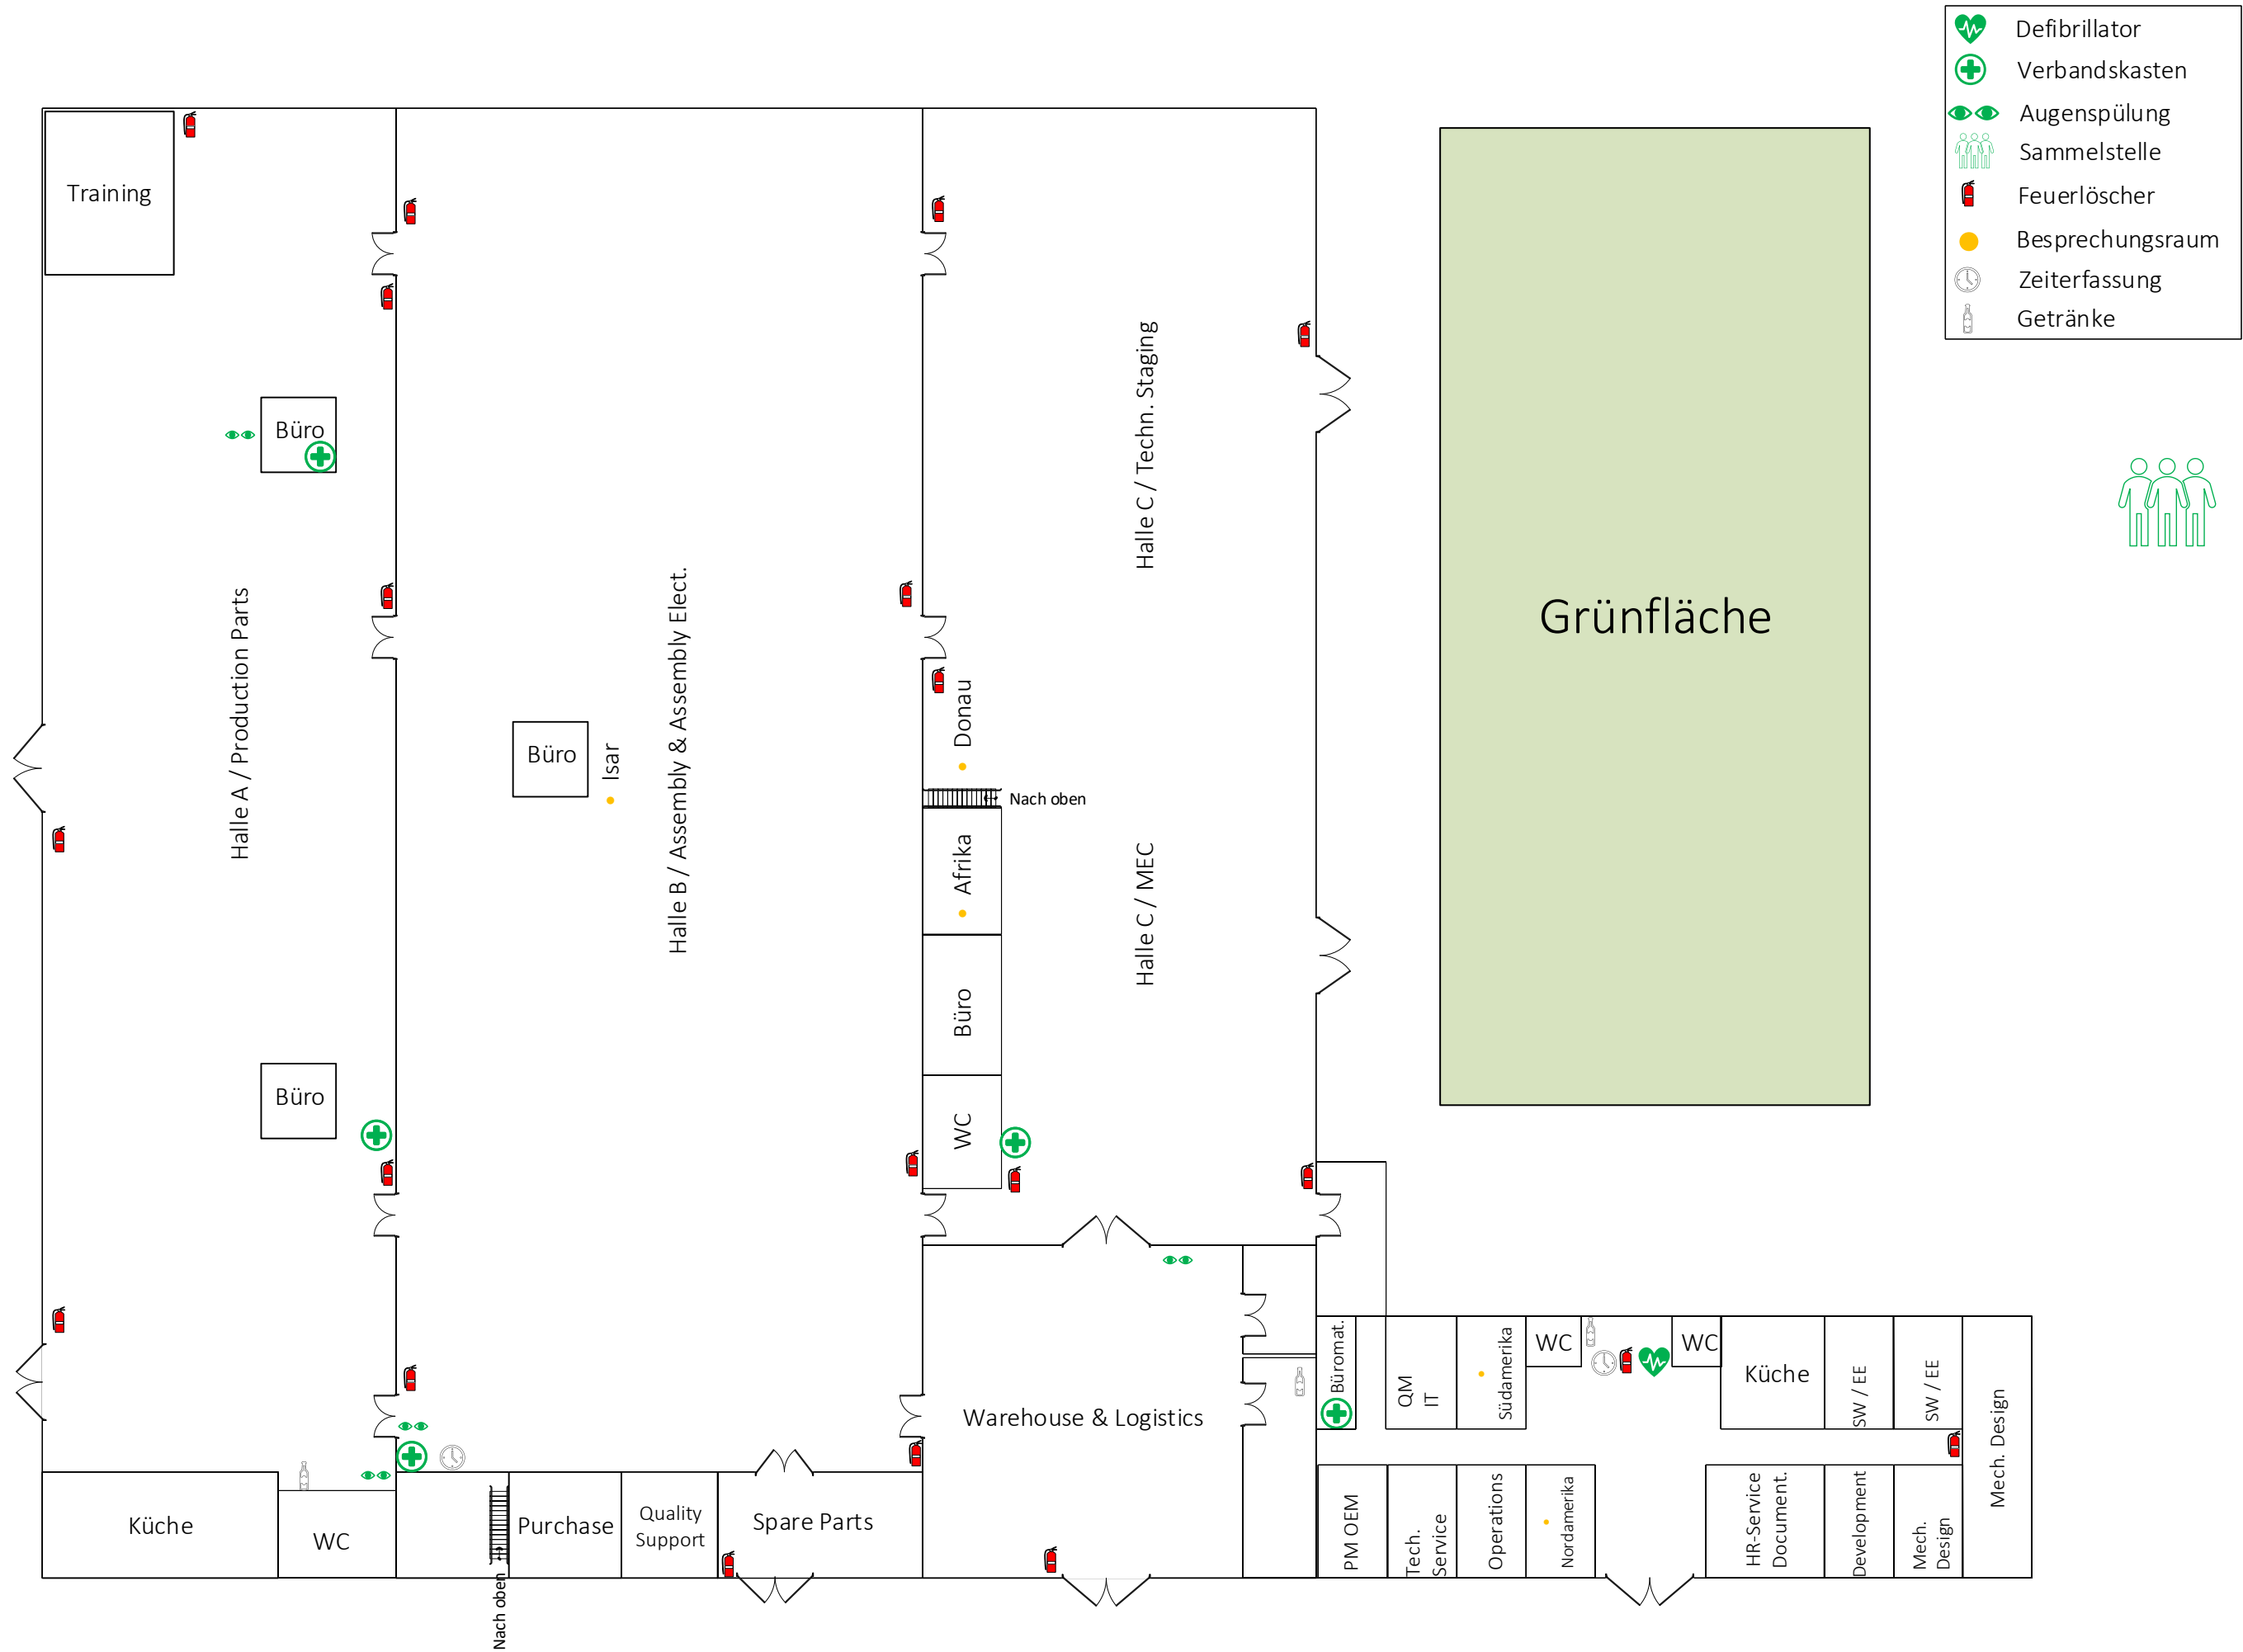 Defibrillator
Verbandskasten
Augenspülung
Sammelstelle
Feuerlöscher
Besprechungsraum
Zeiterfassung
Getränke
Training
Büro
Halle A / Production Parts
Büro
Küche
WC
Halle B / Assembly & Assembly Elect.
Büro
Isar
Nach oben
Purchase
Quality
Support
Spare Parts
Halle C / Techn. Staging
Donau
Nach oben
Afrika
Büro
WC
Halle C / MEC
Warehouse & Logistics
Grünfläche
Büromat.
QM
IT
Südamerika
WC
WC
Küche
SW / EE
SW / EE
Mech. Design
PM OEM
Tech.
Service
Operations
Nordamerika
HR-Service
Document.
Development
Mech.
Design